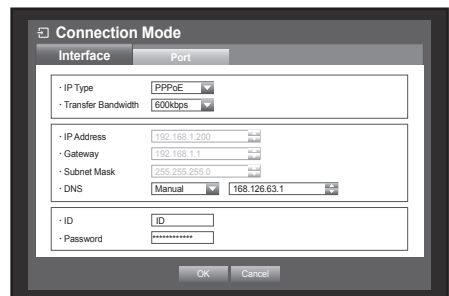 Connection Mode
Interface Port
· IP Type PPPoE
· Transfer Bandwidth 600kbps
· IP Address 192.168.1.200
· Gateway 192.168.1.1
· Subnet Mask 255.255.255.0
· DNS Manual 168.126.63.1
· ID ID
· Password ************
OK Cancel